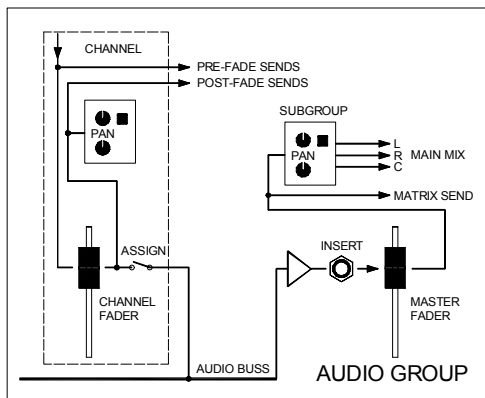 CHANNEL
PRE-FADE SENDS
POST-FADE SENDS
PAN
ASSIGN
CHANNEL
FADER
AUDIO BUSS
SUBGROUP
PAN
L
R MAIN MIX
C
MATRIX SEND
INSERT
MASTER
FADER
AUDIO GROUP